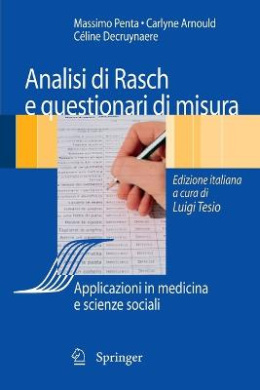 Massimo Penta · Carlyne Arnould
Céline Decruynaere
Analisi di Rasch
e questionari di misura
Edizione italiana
a cura di
Luigi Tesio
Applicazioni in medicina
e scienze sociali
Springer